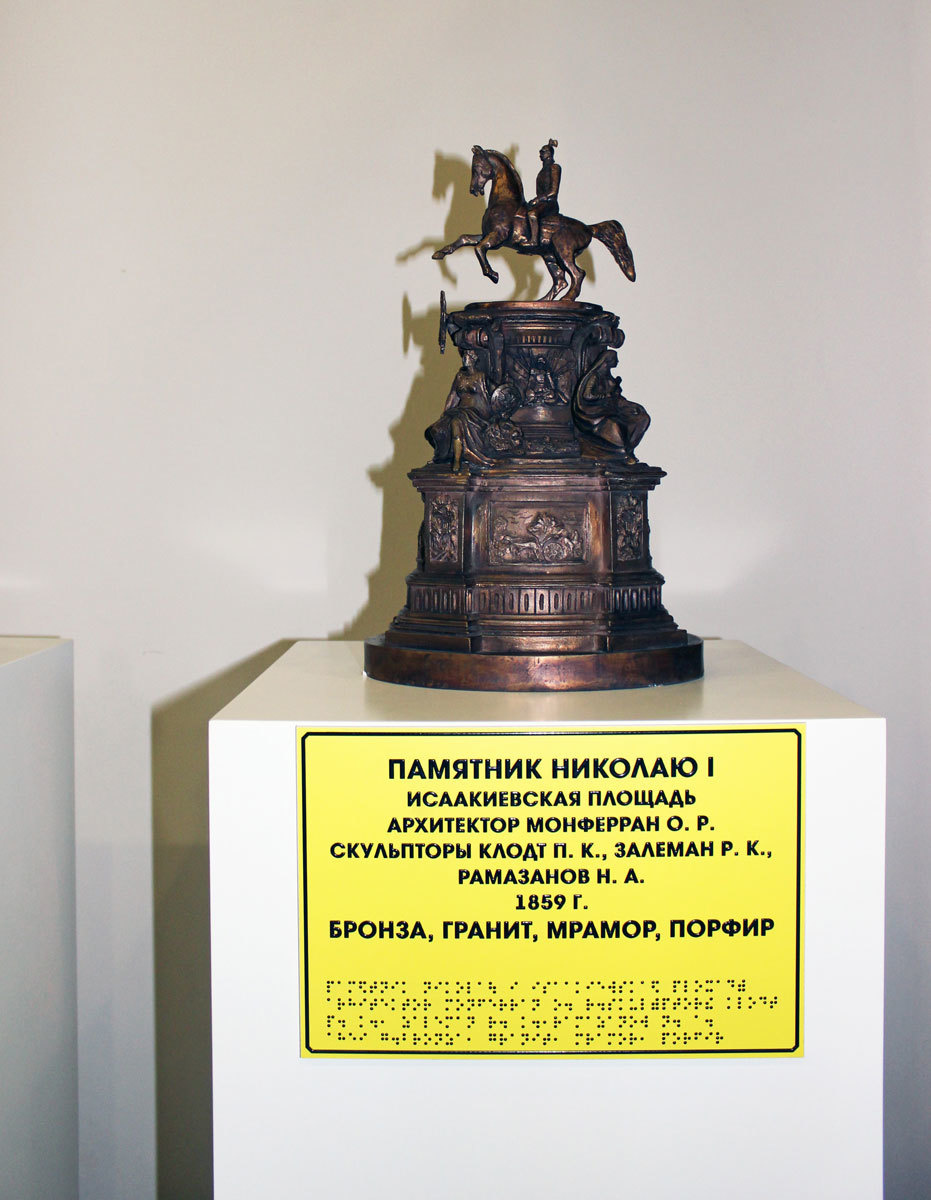 ПАМЯТНИК НИКОЛАЮ I
ИСААКИЕВСКАЯ ПЛОЩАДЬ
АРХИТЕКТОР МОНФЕРРАН О. Р.
СКУЛЬПТОРЫ КЛОДТ П. К., ЗАЛЕМАН Р. К.,
РАМАЗАНОВ Н. А.
1859 Г.
БРОНЗА, ГРАНИТ, МРАМОР, ПОРФИР